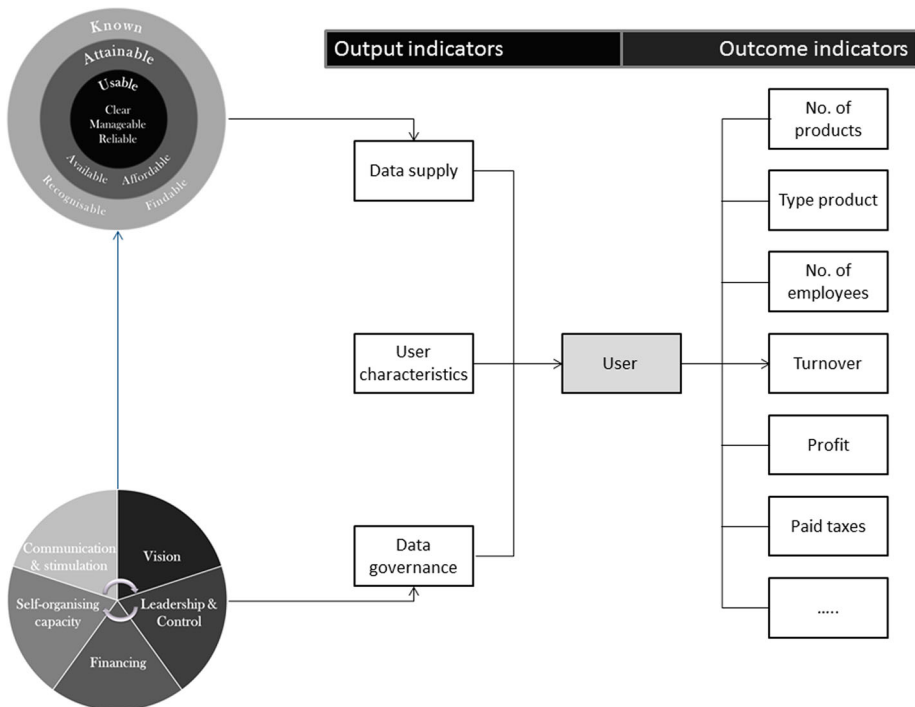 Known
Attainable
Usable
Clear
Manageable
Reliable
Available
Affordable
Recognisable
Findable
Output indicators
Outcome indicators
Data supply
User
characteristics
Data
governance
User
No. of
products
Type product
No. of
employees
Turnover
Profit
Paid taxes
.....
Communication
& stimulation
Vision
Self-organising
capacity
Leadership &
Control
Financing